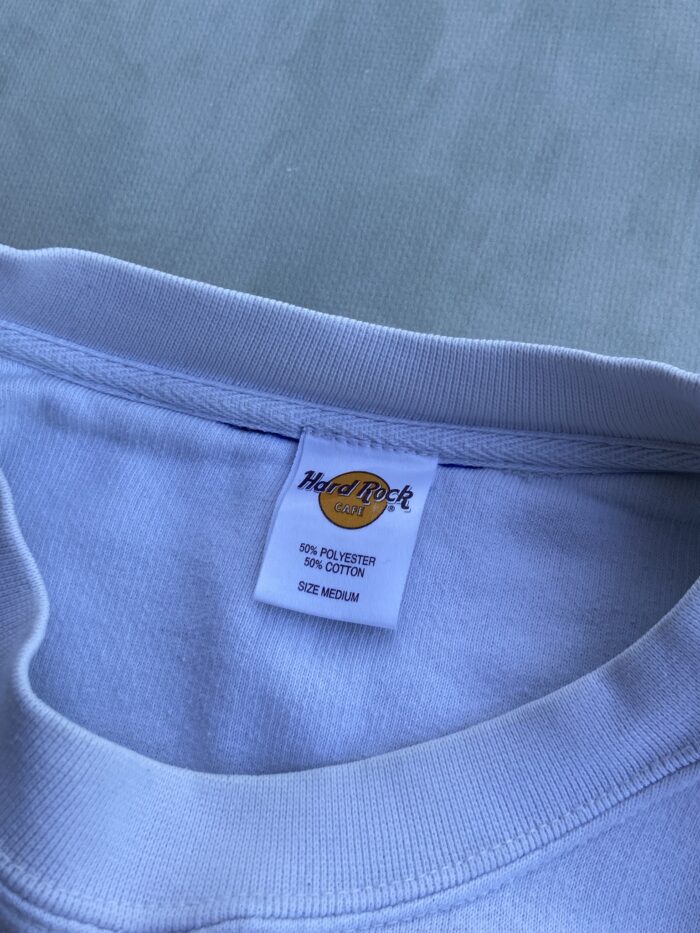 Hard Rock
CAFE
®
50% POLYESTER
50% COTTON
SIZE MEDIUM